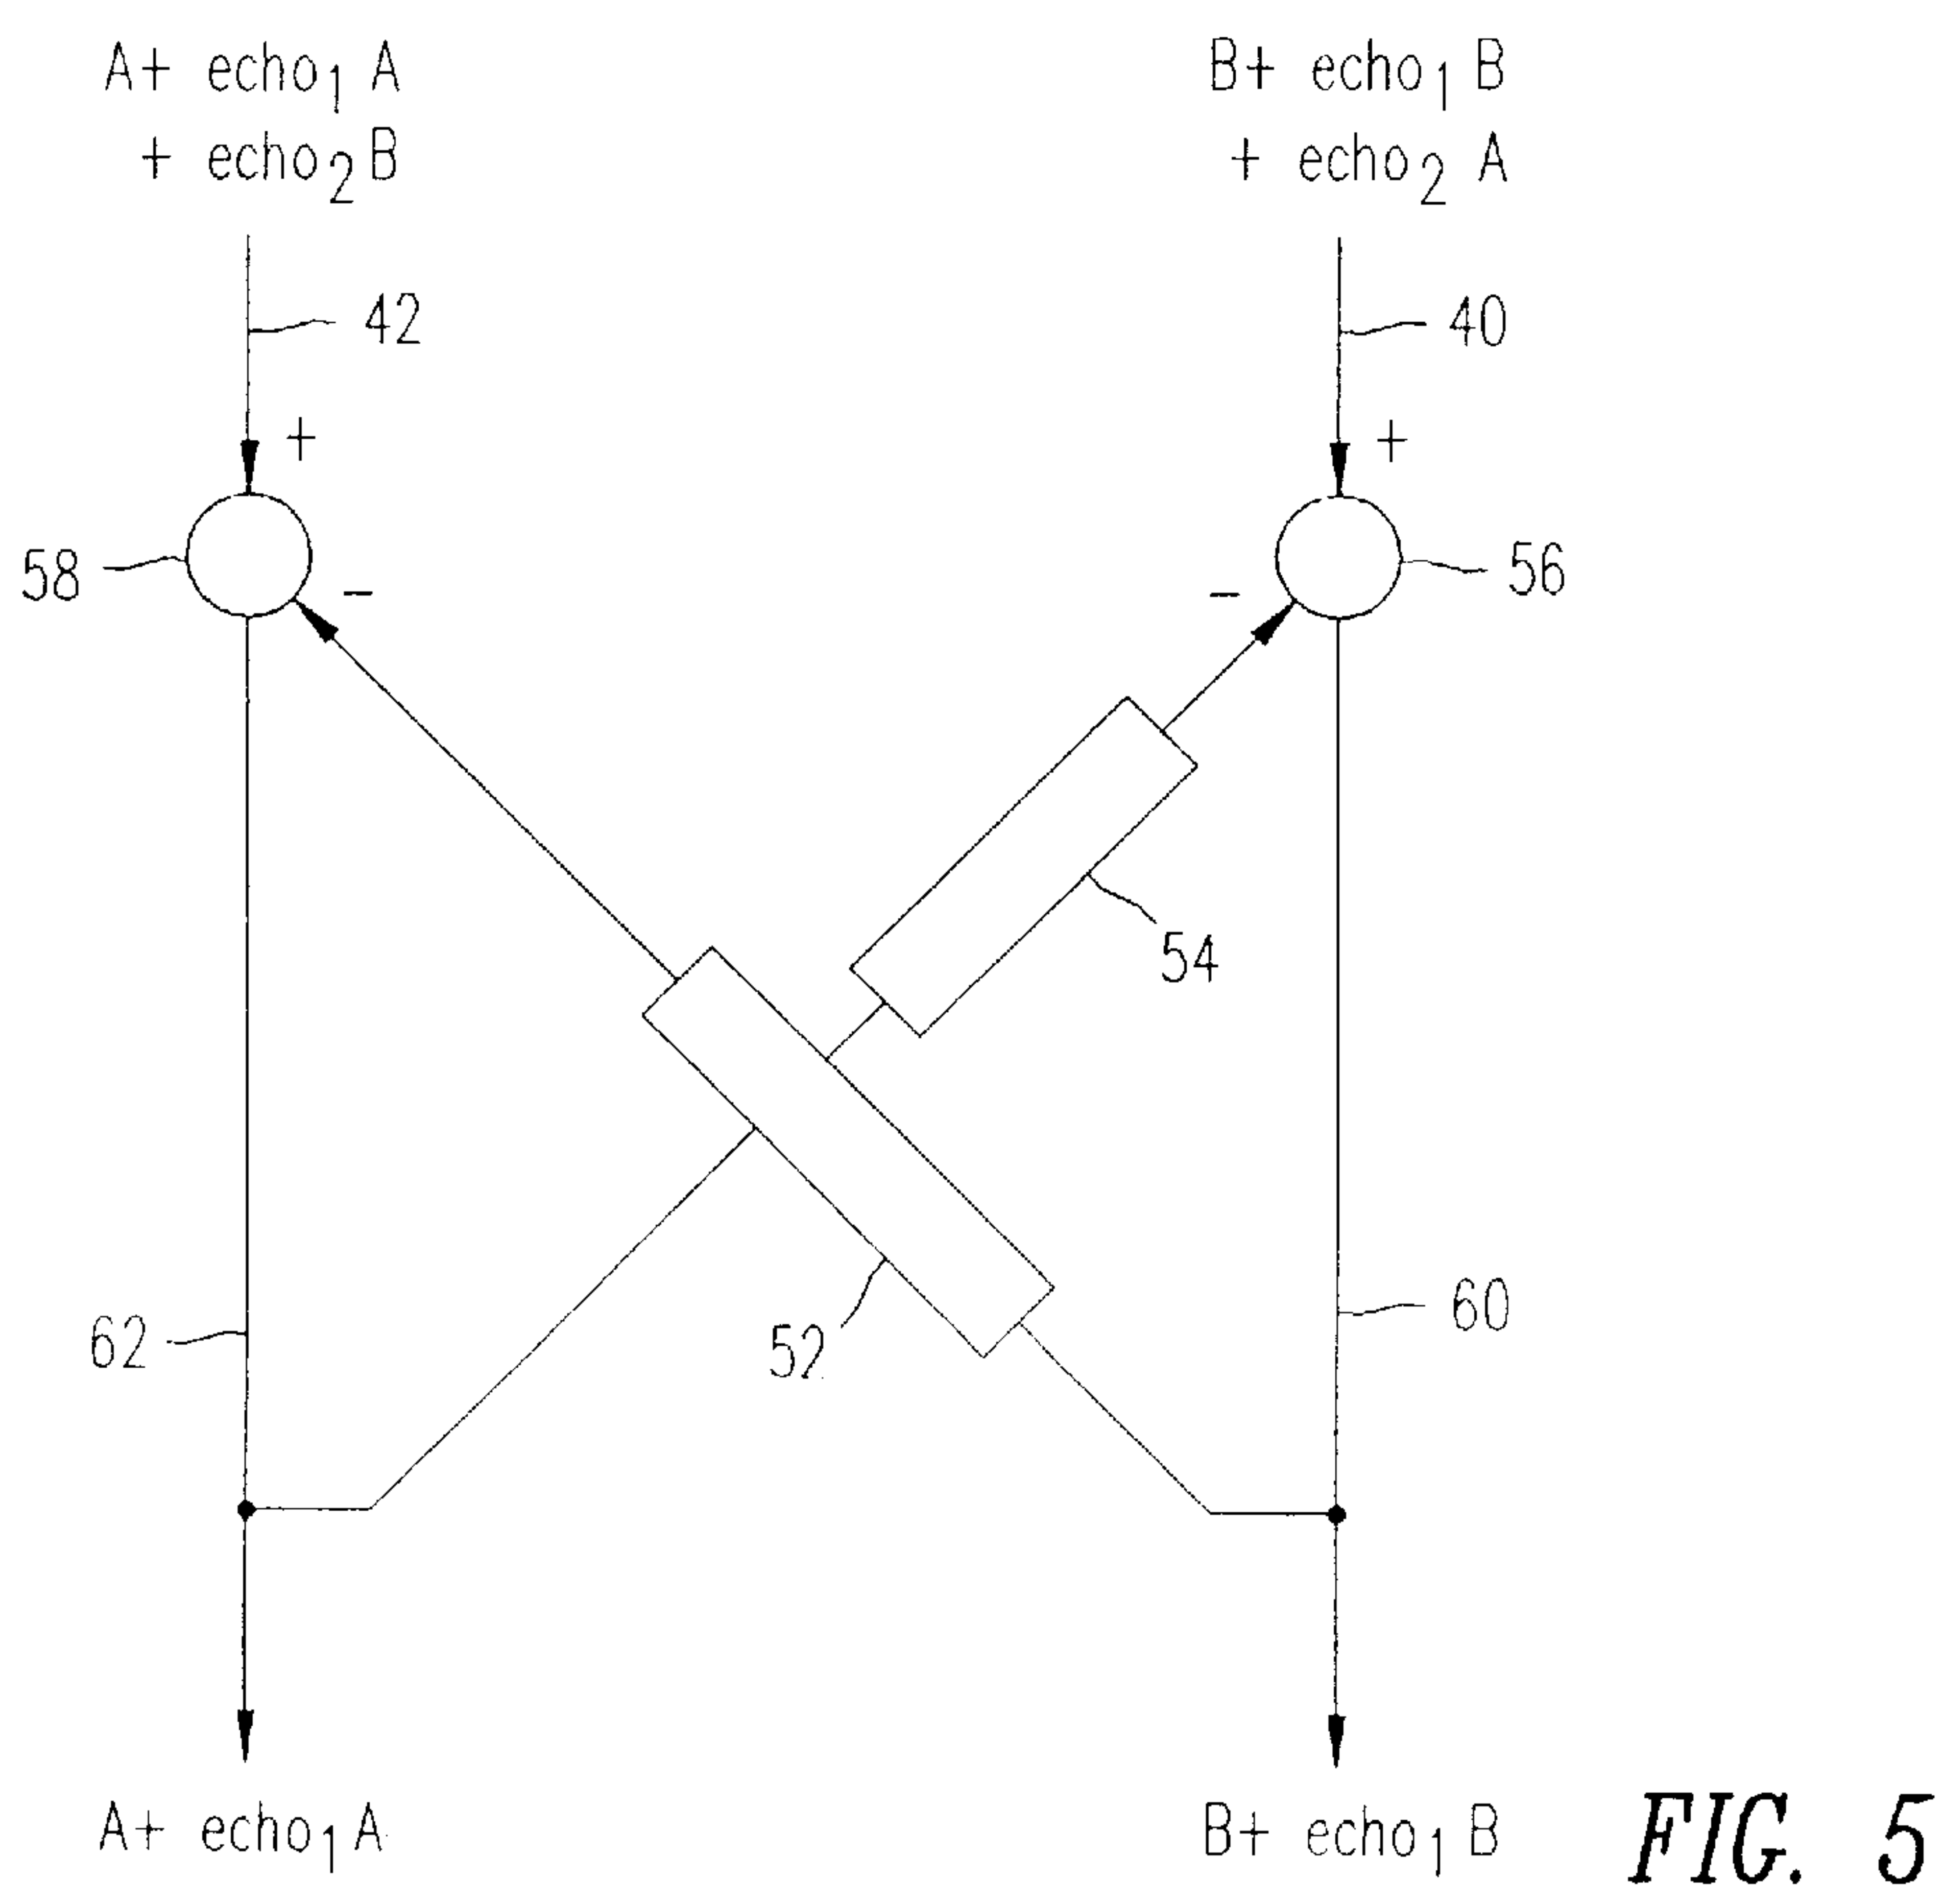 A+ echo₁ A
+ echo₂ B
B+ echo₁ B
+ echo₂ A
42
40
+
+
58
-
-
56
54
62
52
60
A+ echo₁ A
B+ echo₁ B
FIG. 5